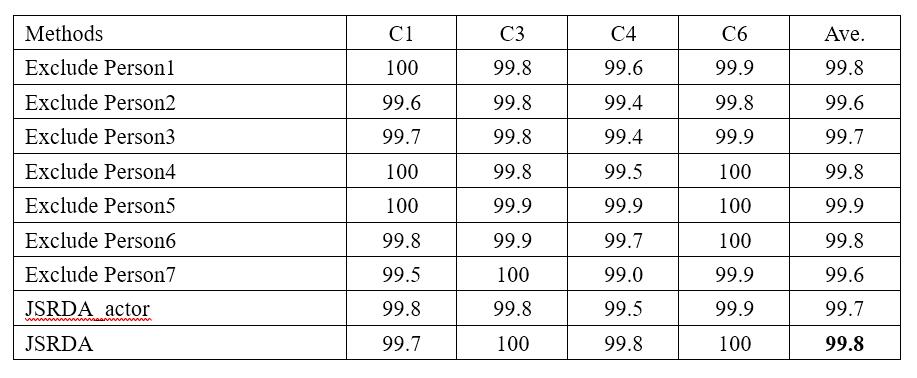 Methods C1 C3 C4 C6 Ave.
Exclude Person1 100 99.8 99.6 99.9 99.8
Exclude Person2 99.6 99.8 99.4 99.8 99.6
Exclude Person3 99.7 99.8 99.4 99.9 99.7
Exclude Person4 100 99.8 99.5 100 99.8
Exclude Person5 100 99.9 99.9 100 99.9
Exclude Person6 99.8 99.9 99.7 100 99.8
Exclude Person7 99.5 100 99.0 99.9 99.6
JSRDA_actor 99.8 99.8 99.5 99.9 99.7
JSRDA 99.7 100 99.8 100 99.8